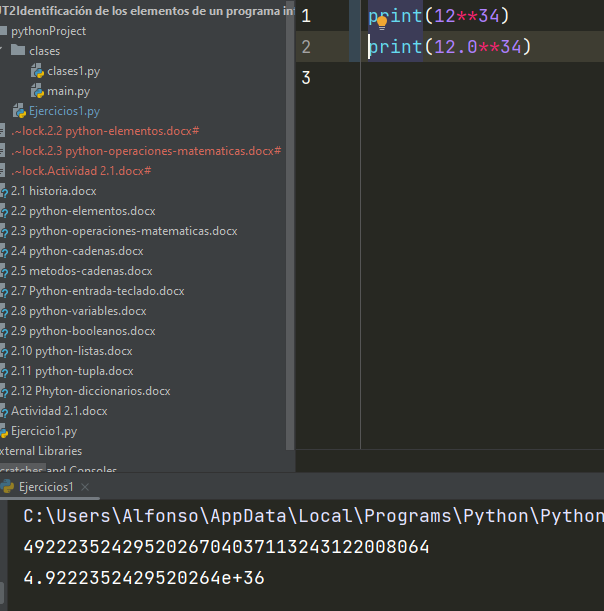 UT2Identificación de los elementos de un programa in
pythonProject
clases
clases1.py
main.py
Ejercicios1.py
.~lock.2.2 python-elementos.docx#
.~lock.2.3 python-operaciones-matematicas.docx#
.~lock.Actividad 2.1.docx#
2.1 historia.docx
2.2 python-elementos.docx
2.3 python-operaciones-matematicas.docx
2.4 python-cadenas.docx
2.5 metodos-cadenas.docx
2.7 Python-entrada-teclado.docx
2.8 python-variables.docx
2.9 python-booleanos.docx
2.10 python-listas.docx
2.11 python-tupla.docx
2.12 Phyton-diccionarios.docx
Actividad 2.1.docx
Ejercicio1.py
xternal Libraries
cratches and Consoles
1 print(12**34)
2 print(12.0**34)
3
Ejercicios1
C:\Users\Alfonso\AppData\Local\Programs\Python\Python
4922235242952026704037113243122008064
4.9222352429520264e+36